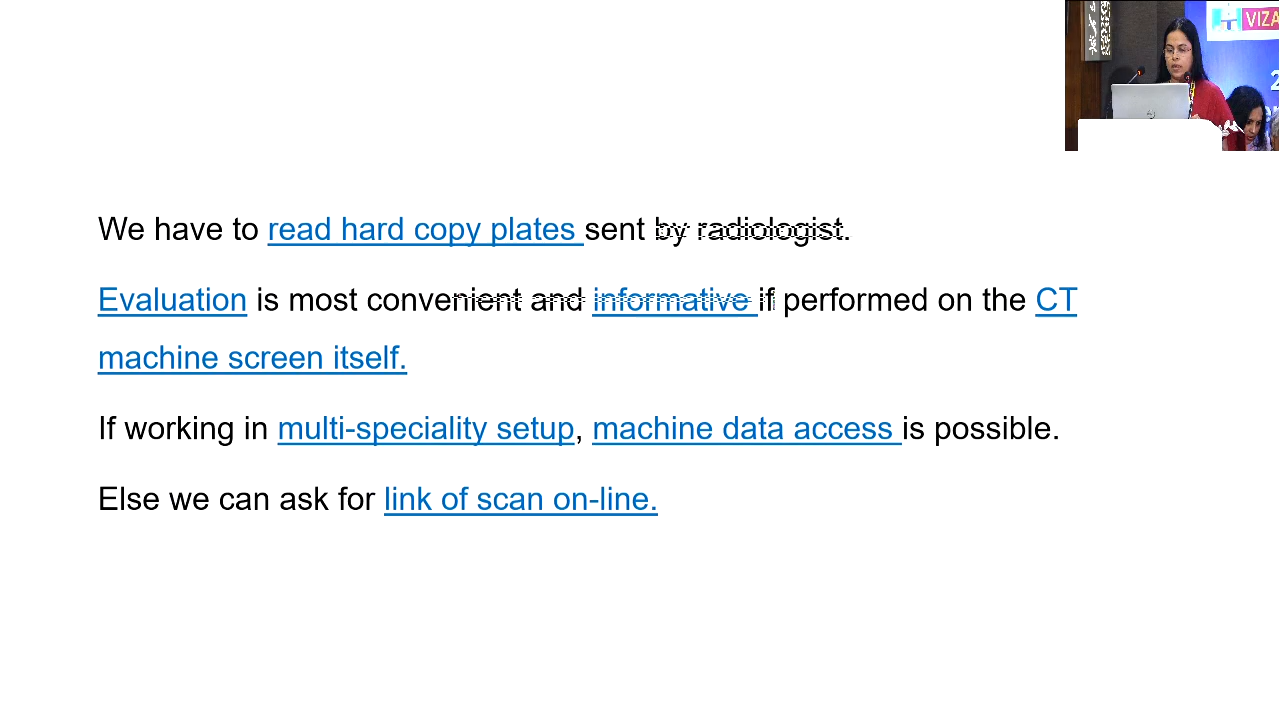 VIZA
We have to read hard copy plates sent by radiologist.
Evaluation is most convenient and informative if performed on the CT
machine screen itself.
If working in multi-speciality setup, machine data access is possible.
Else we can ask for link of scan on-line.